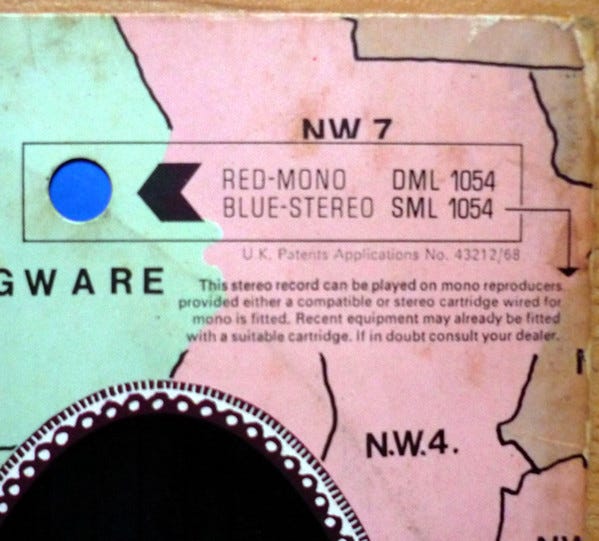 NW 7
RED-MONO DML 1054
BLUE-STEREO SML 1054
U.K. Patents Applications No. 43212/68
GWARE
This stereo record can be played on mono reproducers
provided either a compatible or stereo cartridge wired for
mono is fitted. Recent equipment may already be fitted
with a suitable cartridge. If in doubt consult your dealer.
N.W.4.